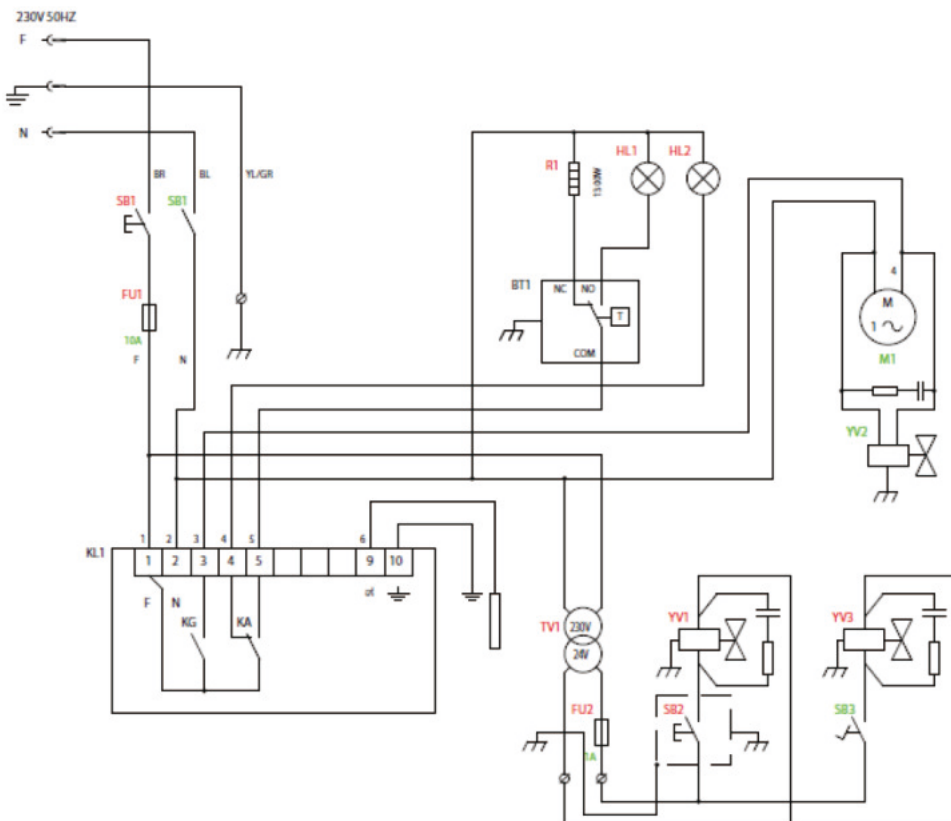 230V 50HZ
F
N
BR BL YL/GR
SB1 SB1
FU1
10A
F N
R1 HL1 HL2
BT1 NC NO
T
COM
4
M
1
M1
YV2
1 2 3 4 5 6
KL1 1 2 3 4 5 9 10
F N
KG KA
TV1 230V
24V
YV1 YV3
FU2 SB2 SB3
1A